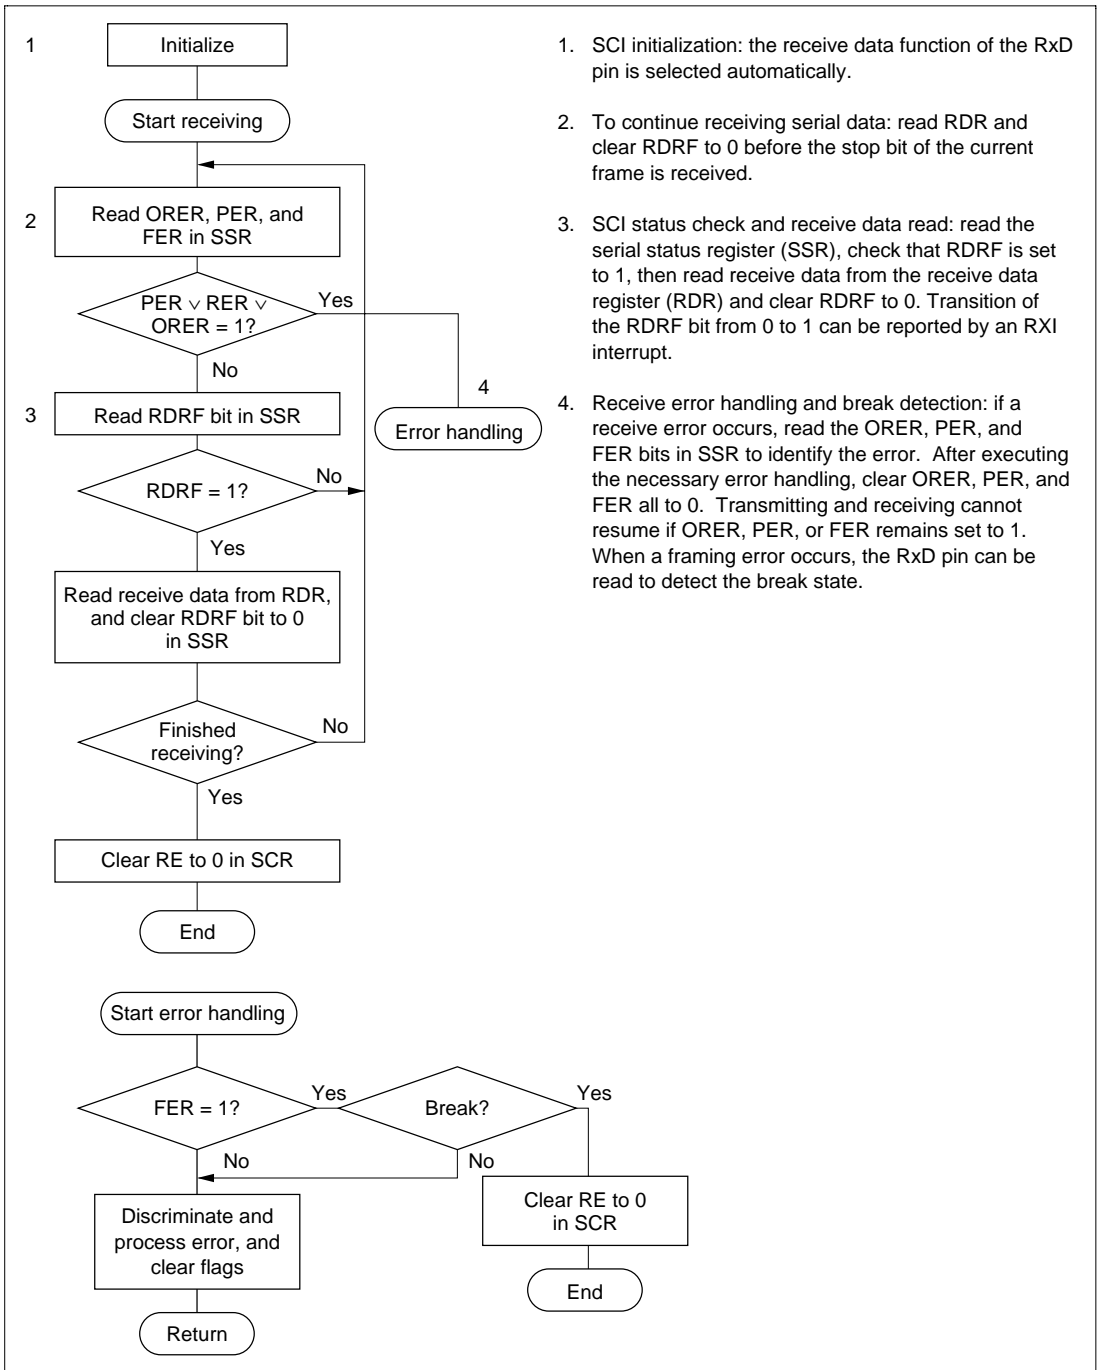 1
Initialize
Start receiving
2
Read ORER, PER, and
FER in SSR
PER ∨ RER ∨
ORER = 1?
Yes
No
3
Read RDRF bit in SSR
4
Error handling
RDRF = 1?
No
Yes
Read receive data from RDR,
and clear RDRF bit to 0
in SSR
Finished
receiving?
No
Yes
Clear RE to 0 in SCR
End
1. SCI initialization: the receive data function of the RxD
pin is selected automatically.
2. To continue receiving serial data: read RDR and
clear RDRF to 0 before the stop bit of the current
frame is received.
3. SCI status check and receive data read: read the
serial status register (SSR), check that RDRF is set
to 1, then read receive data from the receive data
register (RDR) and clear RDRF to 0. Transition of
the RDRF bit from 0 to 1 can be reported by an RXI
interrupt.
4. Receive error handling and break detection: if a
receive error occurs, read the ORER, PER, and
FER bits in SSR to identify the error. After executing
the necessary error handling, clear ORER, PER, and
FER all to 0. Transmitting and receiving cannot
resume if ORER, PER, or FER remains set to 1.
When a framing error occurs, the RxD pin can be
read to detect the break state.
Start error handling
FER = 1?
Yes
Break?
Yes
No
No
Discriminate and
process error, and
clear flags
Clear RE to 0
in SCR
End
Return